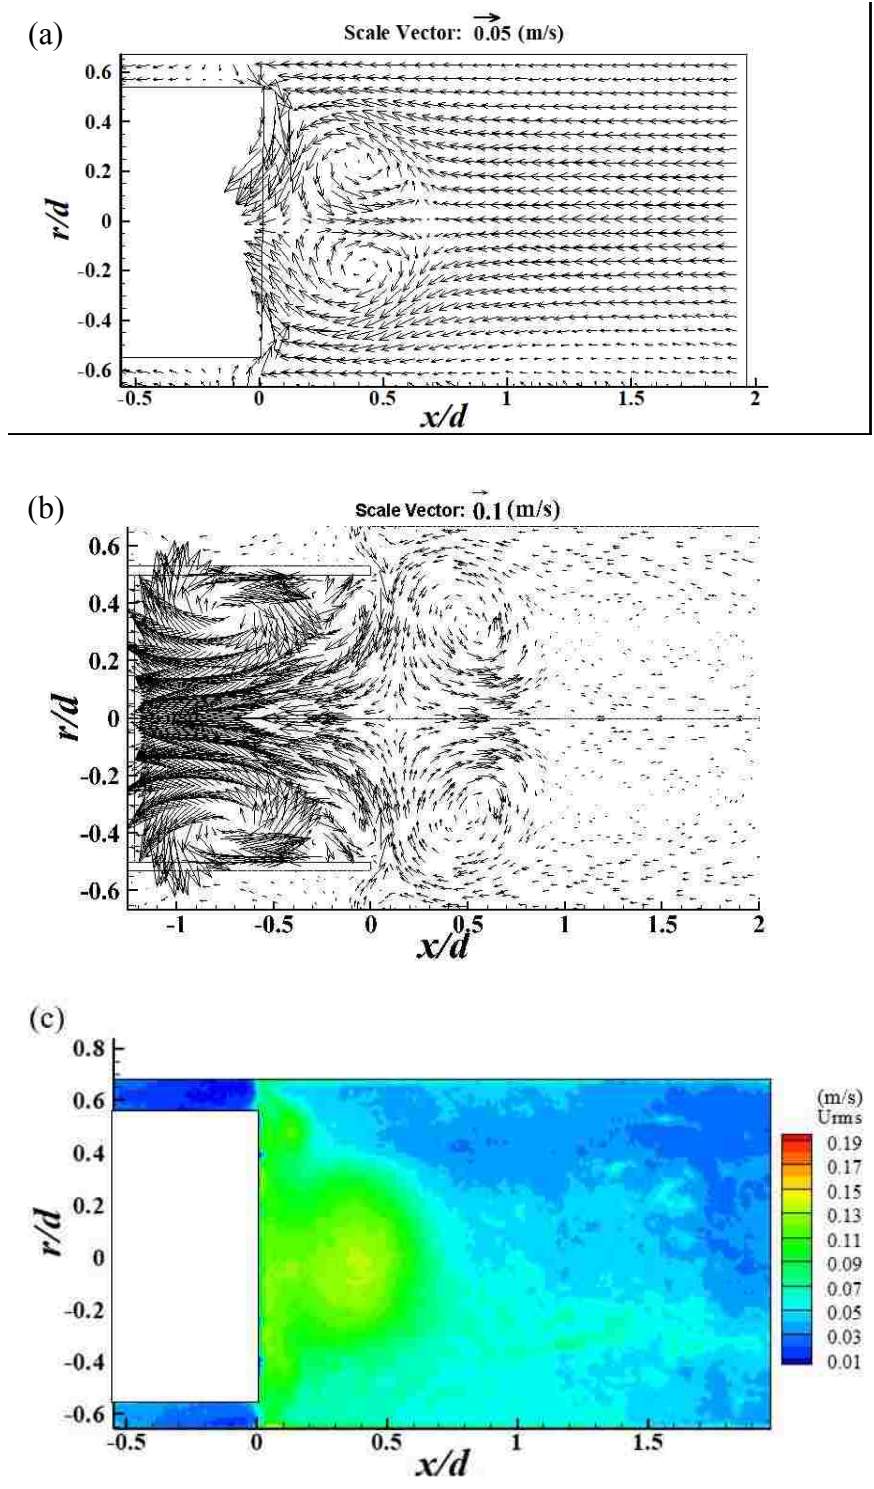 (a)
Scale Vector: 0.05 (m/s)
0.6
0.4
0.2
0
-0.2
-0.4
-0.6
r/d
-0.5 0 0.5 1 1.5 2
x/d
(b)
Scale Vector: 0.1 (m/s)
0.6
0.4
0.2
0
-0.2
-0.4
-0.6
r/d
-1 -0.5 0 0.5 1 1.5 2
x/d
(c)
0.8
0.6
0.4
0.2
0
-0.2
-0.4
-0.6
r/d
-0.5 0 0.5 1 1.5
x/d
(m/s)
Urms
0.19
0.17
0.15
0.13
0.11
0.09
0.07
0.05
0.03
0.01